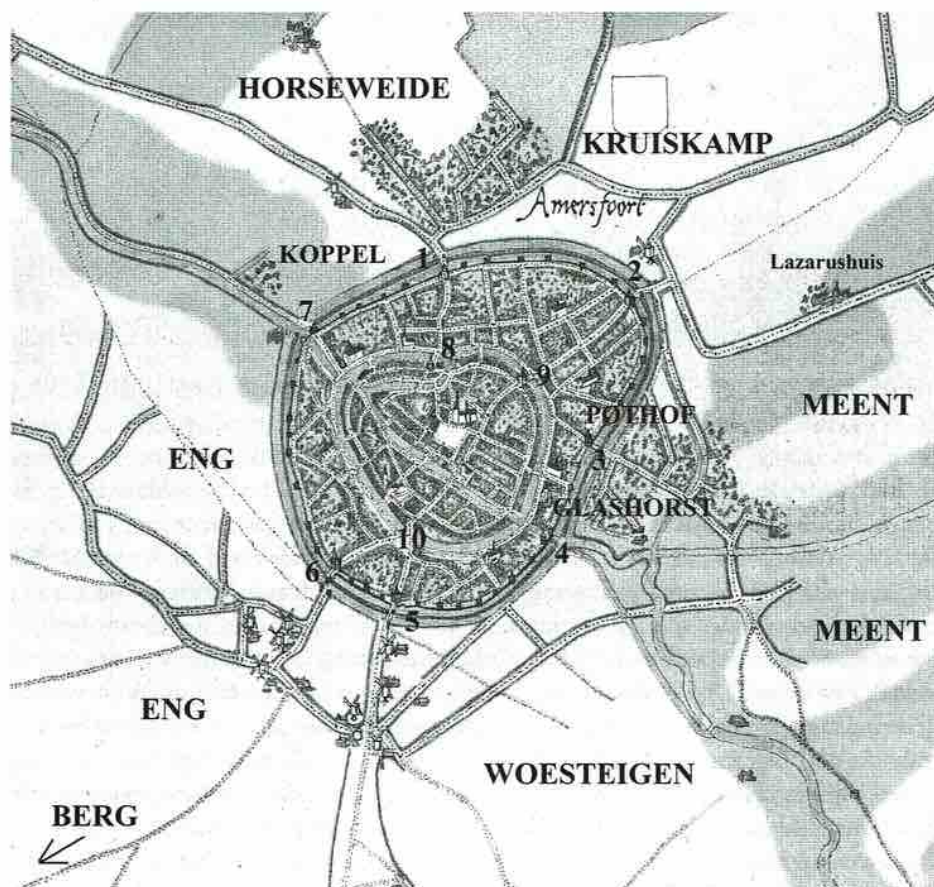 HORSEWEIDE
KRUISKAMP
Amersfoort
KOPPEL
1
2
Lazarushuis
7
8
9
MEENT
POTHOF
ENG
3
GLASHORST
10
4
6
5
MEENT
ENG
WOESTEIGEN
BERG